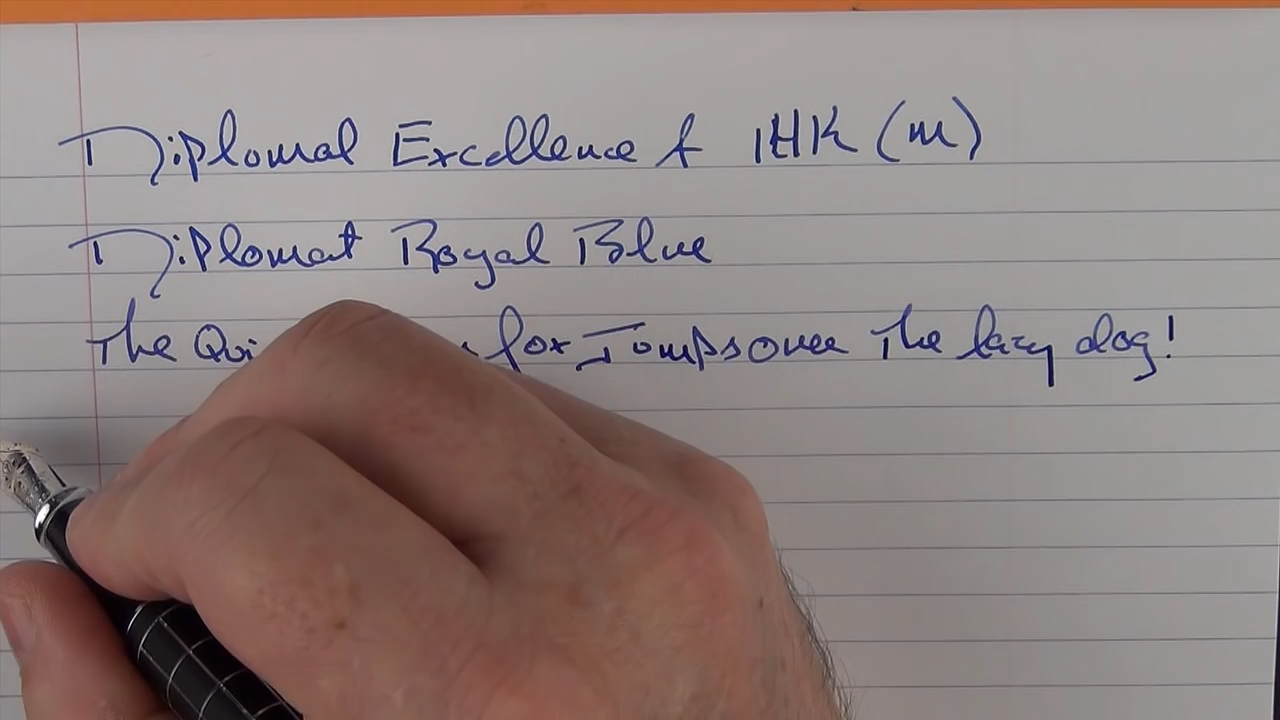 Diplomat Excellence A 14K (M)
Diplomat Royal Blue
The Qui fox Jumps over The lazy dog!